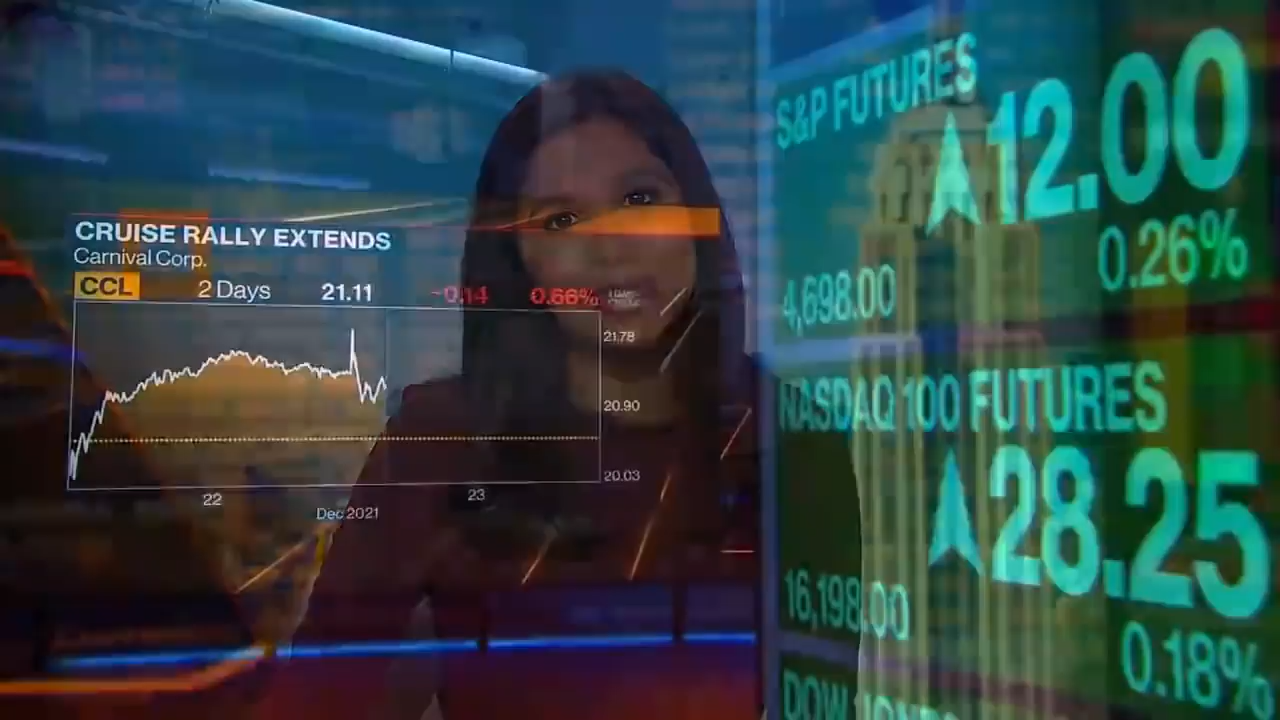 CRUISE RALLY EXTENDS
Carnival Corp.
CCL 2 Days 21.11 -0.14 0.66%
21.78
20.90
20.03
22 23
Dec 2021
S&P FUTURES
12.00
0.26%
4,698.00
NASDAQ 100 FUTURES
28.25
16,198.00
0.18%
DOW JONES